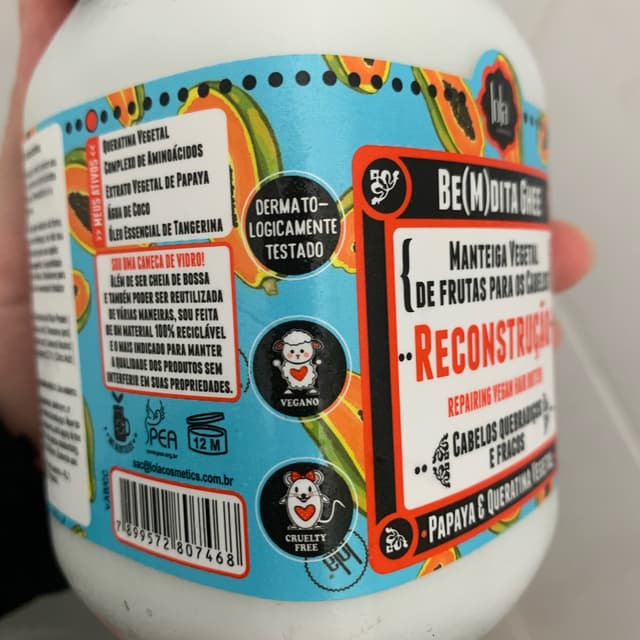 >> MEUS ATIVOS <<
QUERATINA VEGETAL
COMPLEXO DE AMINOÁCIDOS
EXTRATO VEGETAL DE PAPAYA
ÁGUA DE COCO
ÓLEO ESSENCIAL DE TANGERINA
SOU UMA CANECA DE VIDRO!
ALÉM DE SER CHEIA DE BOSSA
E TAMBÉM PODER SER REUTILIZADA
DE VÁRIAS MANEIRAS, SOU FEITA
DE UM MATERIAL 100% RECICLÁVEL
E O MAIS INDICADO PARA MANTER
A QUALIDADE DOS PRODUTOS SEM
INTERFERIR EM SUAS PROPRIEDADES.
PEA
12 M
sac@lolacosmetics.com.br
7 899572 807468
DERMATO-
LOGICAMENTE
TESTADO
VEGANO
CRUELTY
FREE
lola
lola
BE(M)DITA GHEE
MANTEIGA VEGETAL
DE FRUTAS PARA OS CABELOS
RECONSTRUÇÃO
REPAIRING VEGAN HAIR BUTTER
CABELOS QUEBRADIÇOS
E FRACOS
PAPAYA & QUERATINA VEGETAL